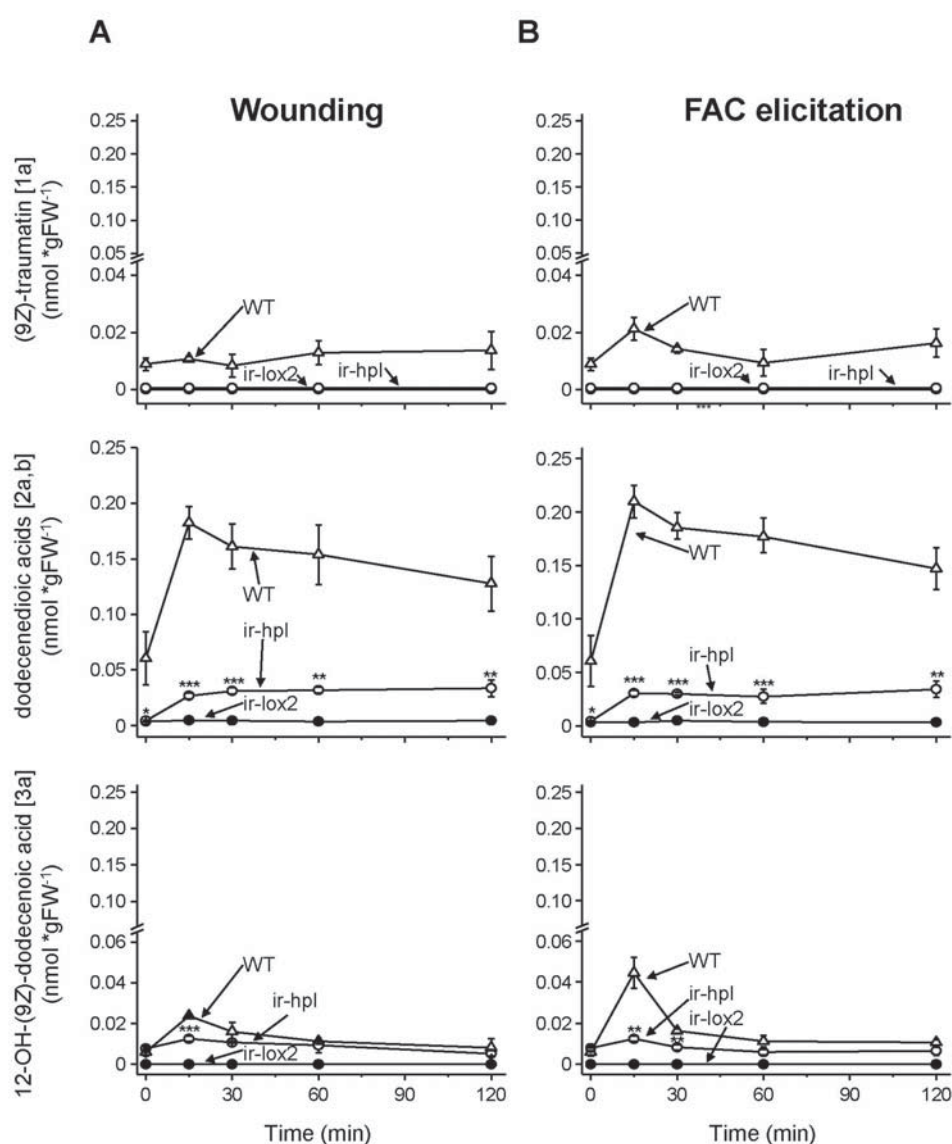 A
B
Wounding
FAC elicitation
(9Z)-traumatin [1a]
(nmol *gFW-1)
0.25
0.20
0.15
0.10
0.05
0.04
0.02
0
WT
ir-lox2
ir-hpl
0.25
0.20
0.15
0.10
0.05
0.04
0.02
0
WT
ir-lox2
ir-hpl
***
dodecenedioic acids [2a,b]
(nmol *gFW-1)
0.25
0.20
0.15
0.10
0.05
0
WT
ir-hpl
* *** *** ** **
ir-lox2
0.25
0.20
0.15
0.10
0.05
0
WT
ir-hpl
* *** *** *** **
ir-lox2
12-OH-(9Z)-dodecenoic acid [3a]
(nmol *gFW-1)
0.25
0.20
0.15
0.10
0.06
0.04
0.02
0
WT
ir-hpl
***
ir-lox2
0 30 60 90 120
Time (min)
0.25
0.20
0.15
0.10
0.06
0.04
0.02
0
WT
ir-hpl
ir-lox2
** **
0 30 60 90 120
Time (min)